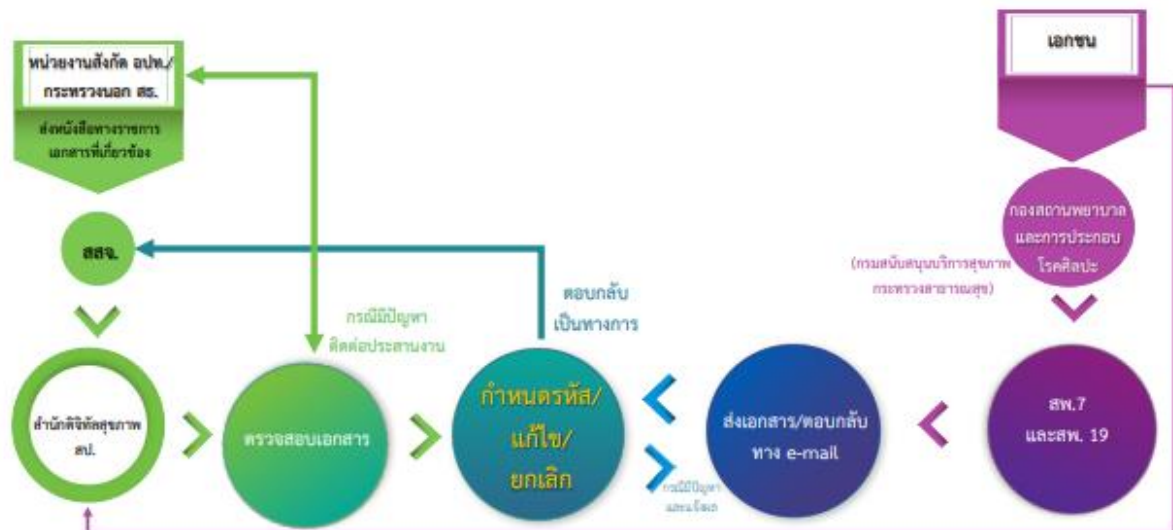 หน่วยงานสังกัด อปท./
กระทรวงนอก สธ.
ส่งหนังสือทางราชการ
เอกสารที่เกี่ยวข้อง
สสจ.
สำนักดิจิทัลสุขภาพ
สป.
กรณีมีปัญหา
ติดต่อประสานงาน
ตรวจสอบเอกสาร
ตอบกลับ
เป็นทางการ
กำหนดรหัส/
แก้ไข/
ยกเลิก
กรณีมีปัญหา
ส่งเอกสาร/ตอบกลับ
ทาง e-mail
เอกชน
กองสถานพยาบาล
และการประกอบ
โรคศิลปะ
(กรมสนับสนุนบริการสุขภาพ
กระทรวงสาธารณสุข)
สพ.7
และสพ. 19